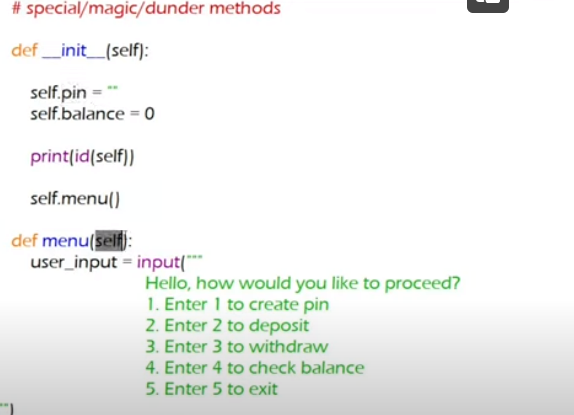 # special/magic/dunder methods
def __init__(self):
self.pin = ""
self.balance = 0
print(id(self))
self.menu()
def menu(self):
user_input = input("""
Hello, how would you like to proceed?
1. Enter 1 to create pin
2. Enter 2 to deposit
3. Enter 3 to withdraw
4. Enter 4 to check balance
5. Enter 5 to exit
""")